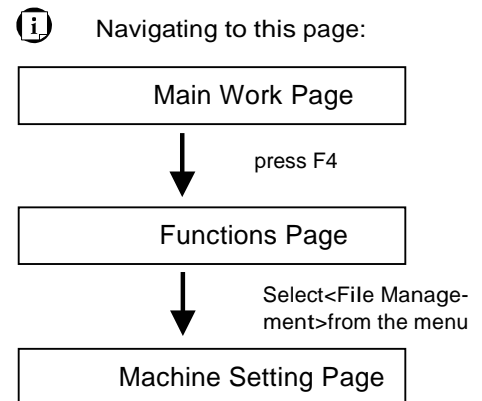 i Navigating to this page:
Main Work Page
press F4
Functions Page
Select<File Manage-
ment>from the menu
Machine Setting Page